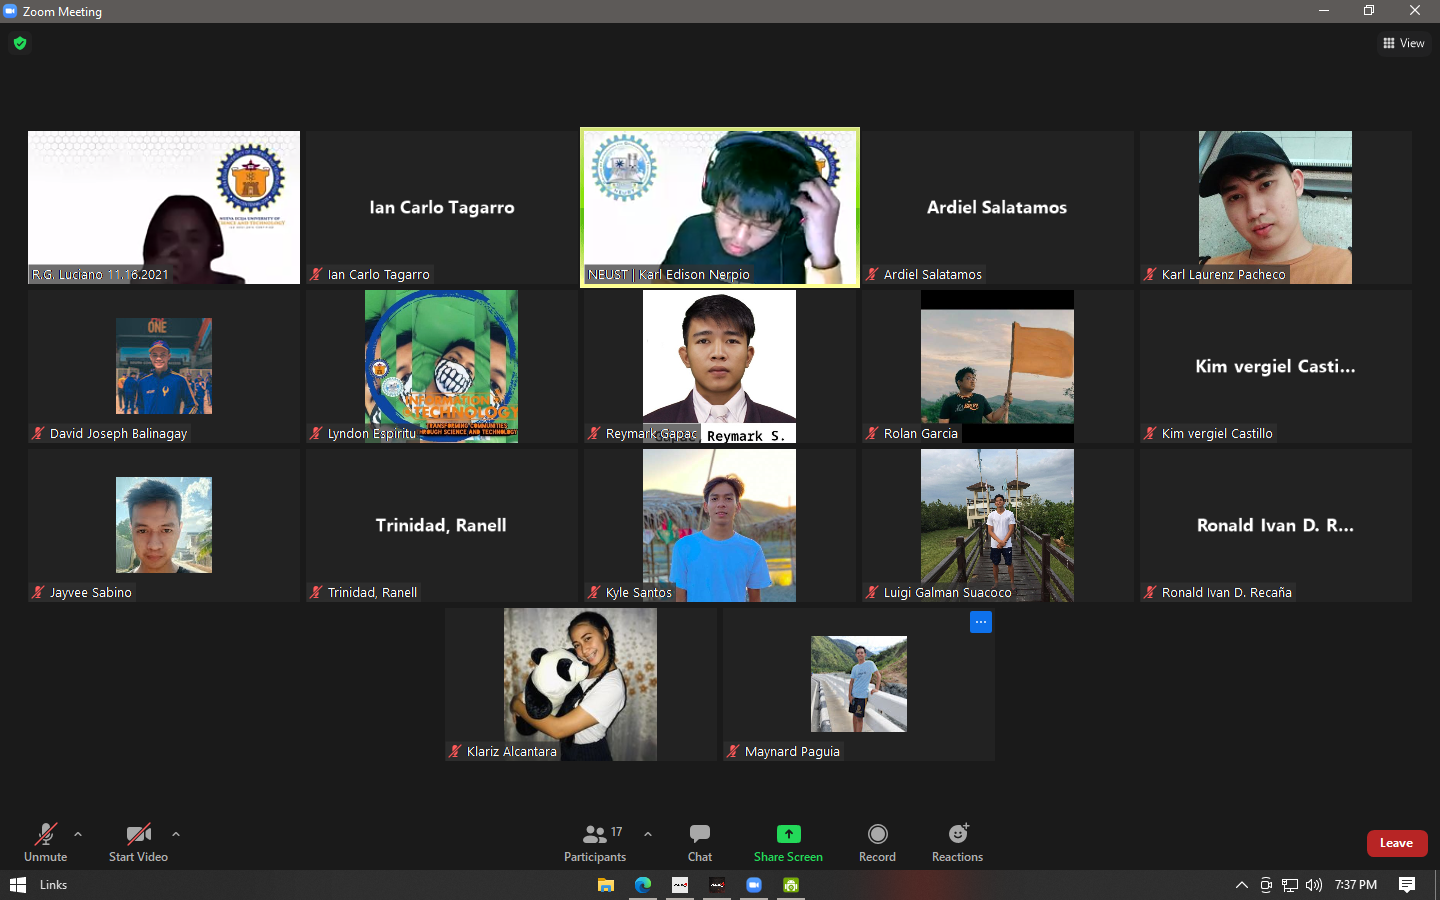 Zoom Meeting
View
NUEVA ECIJA UNIVERSITY OF
SCIENCE AND TECHNOLOGY
R.G. Luciano 11.16.2021
Ian Carlo Tagarro
Ian Carlo Tagarro
NEUST | Karl Edison Nerpio
Ardiel Salatamos
Ardiel Salatamos
Karl Laurenz Pacheco
ONE
David Joseph Balinagay
INFORMATION
TECHNOLOGY
TRANSFORMING COMMUNITIES
THROUGH SCIENCE AND TECHNOLOGY
Lyndon Espiritu
Reymark S.
Reymark Gapac
Rolan Garcia
Kim vergiel Casti...
Kim vergiel Castillo
Jayvee Sabino
Trinidad, Ranell
Trinidad, Ranell
Kyle Santos
Luigi Galman Suacoco
Ronald Ivan D. R...
Ronald Ivan D. Recaña
Klariz Alcantara
Maynard Paguia
Unmute
Start Video
17
Participants
Chat
Share Screen
Record
Reactions
Leave
Links
7:37 PM